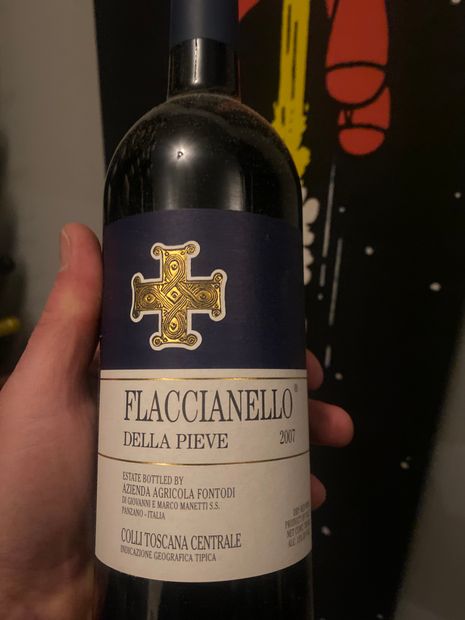 FLACCIANELLO®
DELLA PIEVE 2007
ESTATE BOTTLED BY
AZIENDA AGRICOLA FONTODI
DI GIOVANNI E MARCO MANETTI S.S.
PANZANO - ITALIA
COLLI TOSCANA CENTRALE
INDICAZIONE GEOGRAFICA TIPICA